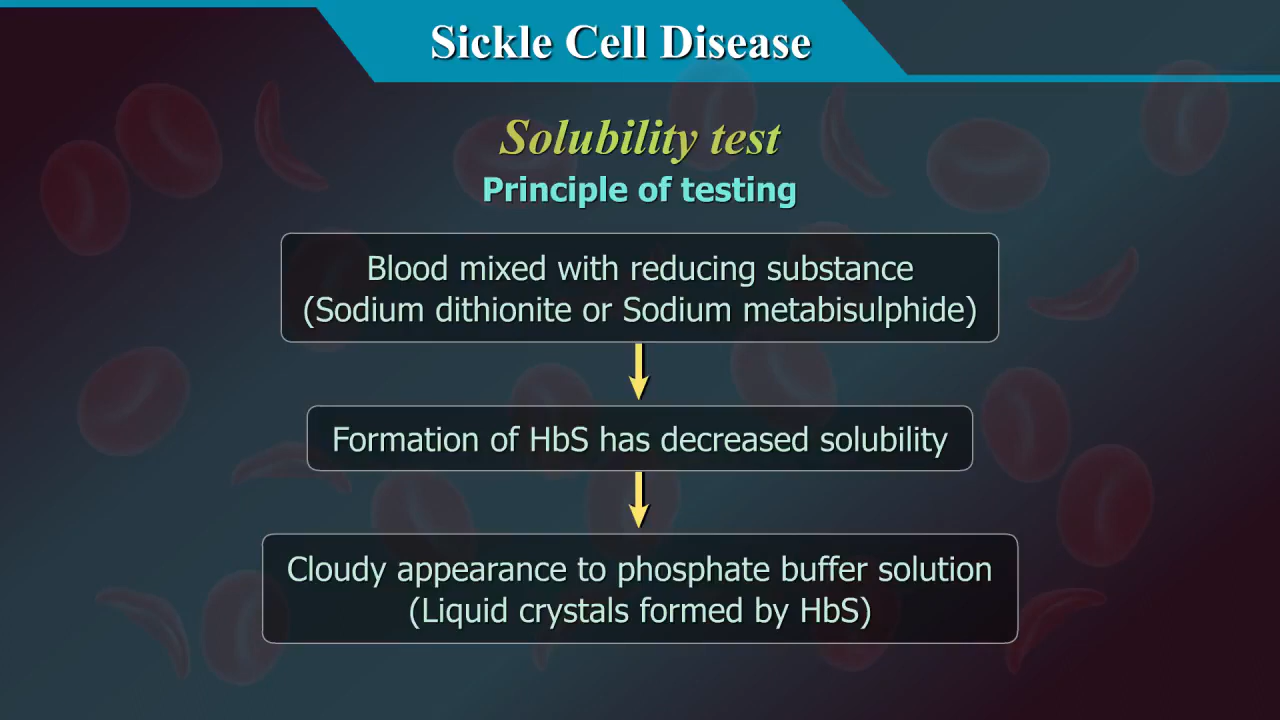 Sickle Cell Disease
Solubility test
Principle of testing
Blood mixed with reducing substance
(Sodium dithionite or Sodium metabisulphide)
Formation of HbS has decreased solubility
Cloudy appearance to phosphate buffer solution
(Liquid crystals formed by HbS)